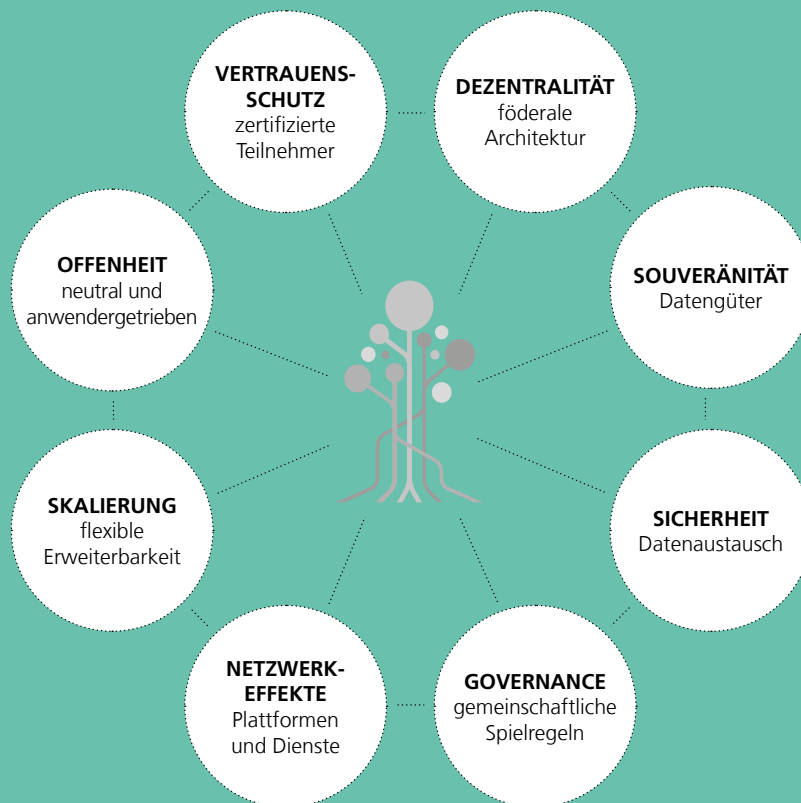 VERTRAUENS-
SCHUTZ
zertifizierte
Teilnehmer
DEZENTRALITÄT
föderale
Architektur
OFFENHEIT
neutral und
anwendergetrieben
SOUVERÄNITÄT
Datengüter
SKALIERUNG
flexible
Erweiterbarkeit
SICHERHEIT
Datenaustausch
NETZWERK-
EFFEKTE
Plattformen
und Dienste
GOVERNANCE
gemeinschaftliche
Spielregeln